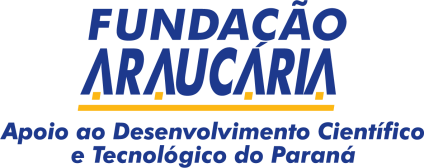 FUNDAÇÃO
ARAUCÁRIA
Apoio ao Desenvolvimento Científico
e Tecnológico do Paraná